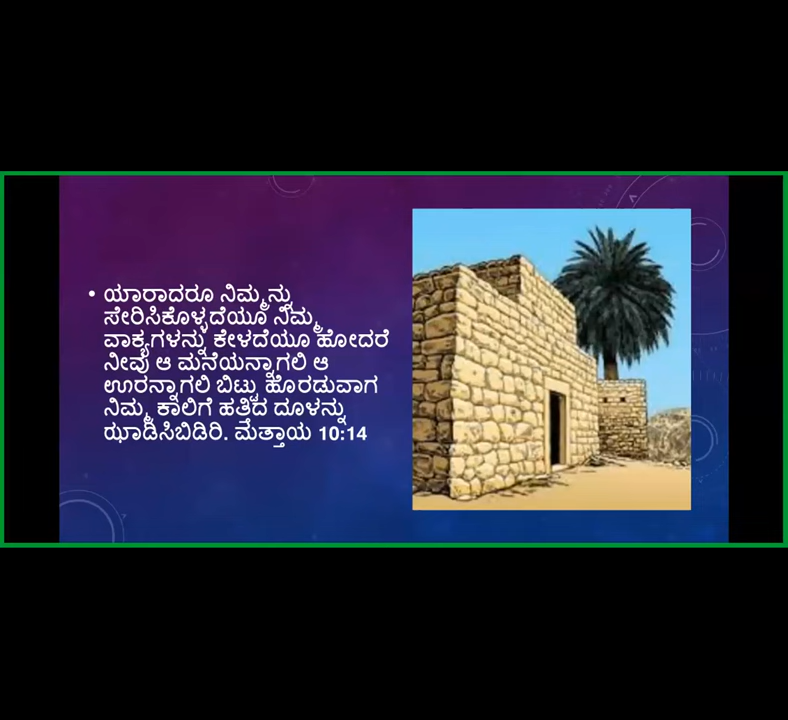 • ಯಾರಾದರೂ ನಿಮ್ಮನ್ನು
ಸೇರಿಸಿಕೊಳ್ಳದೆಯೂ ನಿಮ್ಮ
ವಾಕ್ಯಗಳನ್ನು ಕೇಳದೆಯೂ ಹೋದರೆ
ನೀವು ಆ ಮನೆಯನ್ನಾಗಲಿ ಆ
ಊರನ್ನಾಗಲಿ ಬಿಟ್ಟು ಹೊರಡುವಾಗ
ನಿಮ್ಮ ಕಾಲಿಗೆ ಹತ್ತಿದ ದೂಳನ್ನು
ಝಾಡಿಸಿಬಿಡಿರಿ. ಮತ್ತಾಯ 10:14